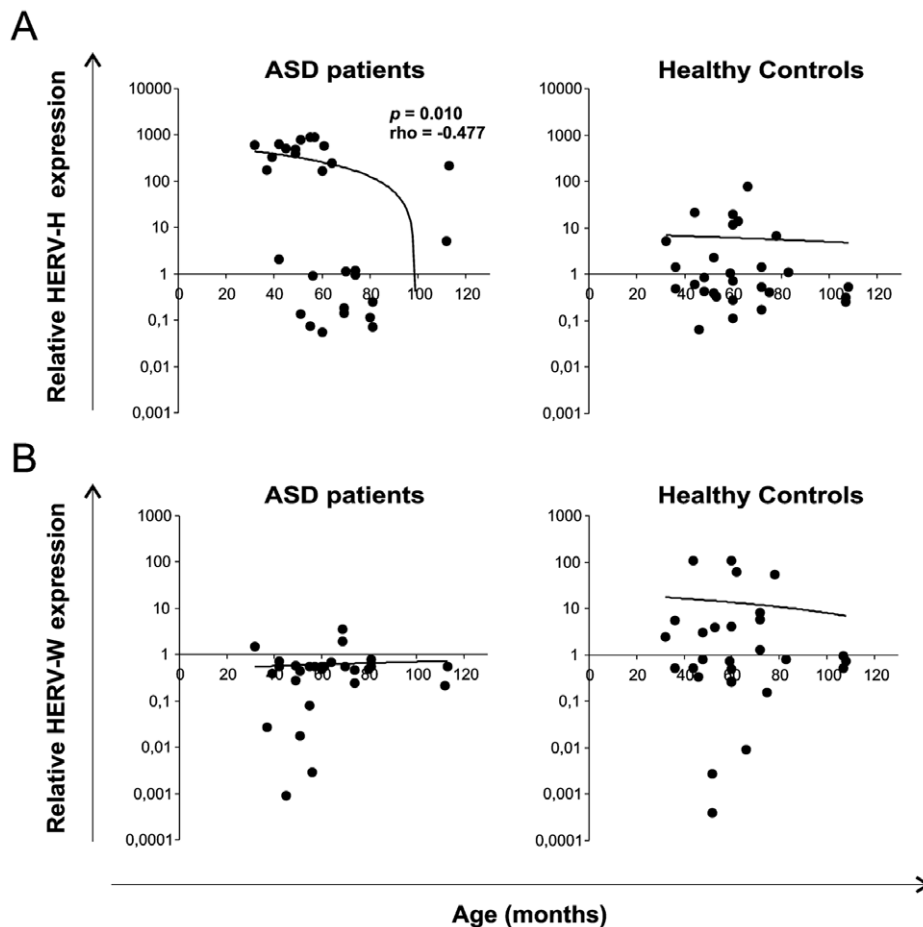 A
ASD patients
Healthy Controls
Relative HERV-H expression
10000
1000
100
10
1
0,1
0,01
0,001
0 20 40 60 80 100 120
p = 0.010
rho = -0.477
10000
1000
100
10
1
0,1
0,01
0,001
0 20 40 60 80 100 120
B
ASD patients
Healthy Controls
Relative HERV-W expression
1000
100
10
1
0,1
0,01
0,001
0,0001
0 20 40 60 80 100 120
1000
100
10
1
0,1
0,01
0,001
0,0001
0 20 40 60 80 100 120
Age (months)